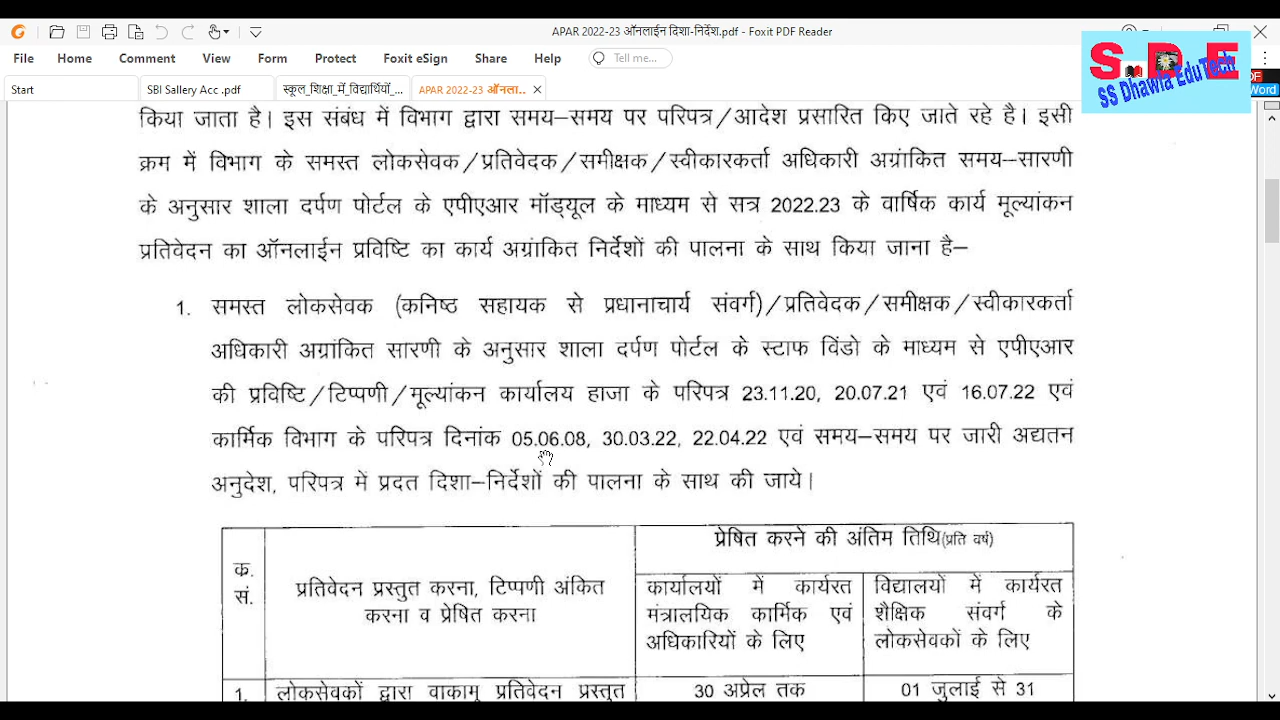 APAR 2022-23 ऑनलाईन दिशा-निर्देश.pdf - Foxit PDF Reader
File Home Comment View Form Protect Foxit eSign Share Help Tell me...
Start SBI Sallery Acc .pdf स्कूल_शिक्षा_में_विद्यार्थियों_... APAR 2022-23 ऑनला..
S D E
SS Dhawla EduTech
Word
किया जाता है। इस संबंध में विभाग द्वारा समय-समय पर परिपत्र/आदेश प्रसारित किए जाते रहे है। इसी
क्रम में विभाग के समस्त लोकसेवक/प्रतिवेदक/समीक्षक/स्वीकारकर्ता अधिकारी अग्रांकित समय–सारणी
के अनुसार शाला दर्पण पोर्टल के एपीएआर मॉड्यूल के माध्यम से सत्र 2022.23 के वार्षिक कार्य मूल्यांकन
प्रतिवेदन का ऑनलाईन प्रविष्टि का कार्य अग्रांकित निर्देशों की पालना के साथ किया जाना है–
1. समस्त लोकसेवक (कनिष्ठ सहायक से प्रधानाचार्य संवर्ग)/प्रतिवेदक/समीक्षक/स्वीकारकर्ता
अधिकारी अग्रांकित सारणी के अनुसार शाला दर्पण पोर्टल के स्टाफ विंडो के माध्यम से एपीएआर
की प्रविष्टि/टिप्पणी/मूल्यांकन कार्यालय हाजा के परिपत्र 23.11.20, 20.07.21 एवं 16.07.22 एवं
कार्मिक विभाग के परिपत्र दिनांक 05.06.08, 30.03.22, 22.04.22 एवं समय–समय पर जारी अद्यतन
अनुदेश, परिपत्र में प्रदत दिशा–निर्देशों की पालना के साथ की जाये।
क. सं.
प्रतिवेदन प्रस्तुत करना, टिप्पणी अंकित
करना व प्रेषित करना
प्रेषित करने की अंतिम तिथि(प्रति वर्ष)
कार्यालयों में कार्यरत
मंत्रालयिक कार्मिक एवं
अधिकारियों के लिए
विद्यालयों में कार्यरत
शैक्षिक संवर्ग के
लोकसेवकों के लिए
1. लोकसेवकों द्वारा वाकामू प्रतिवेदन प्रस्तुत 30 अप्रेल तक 01 जुलाई से 31